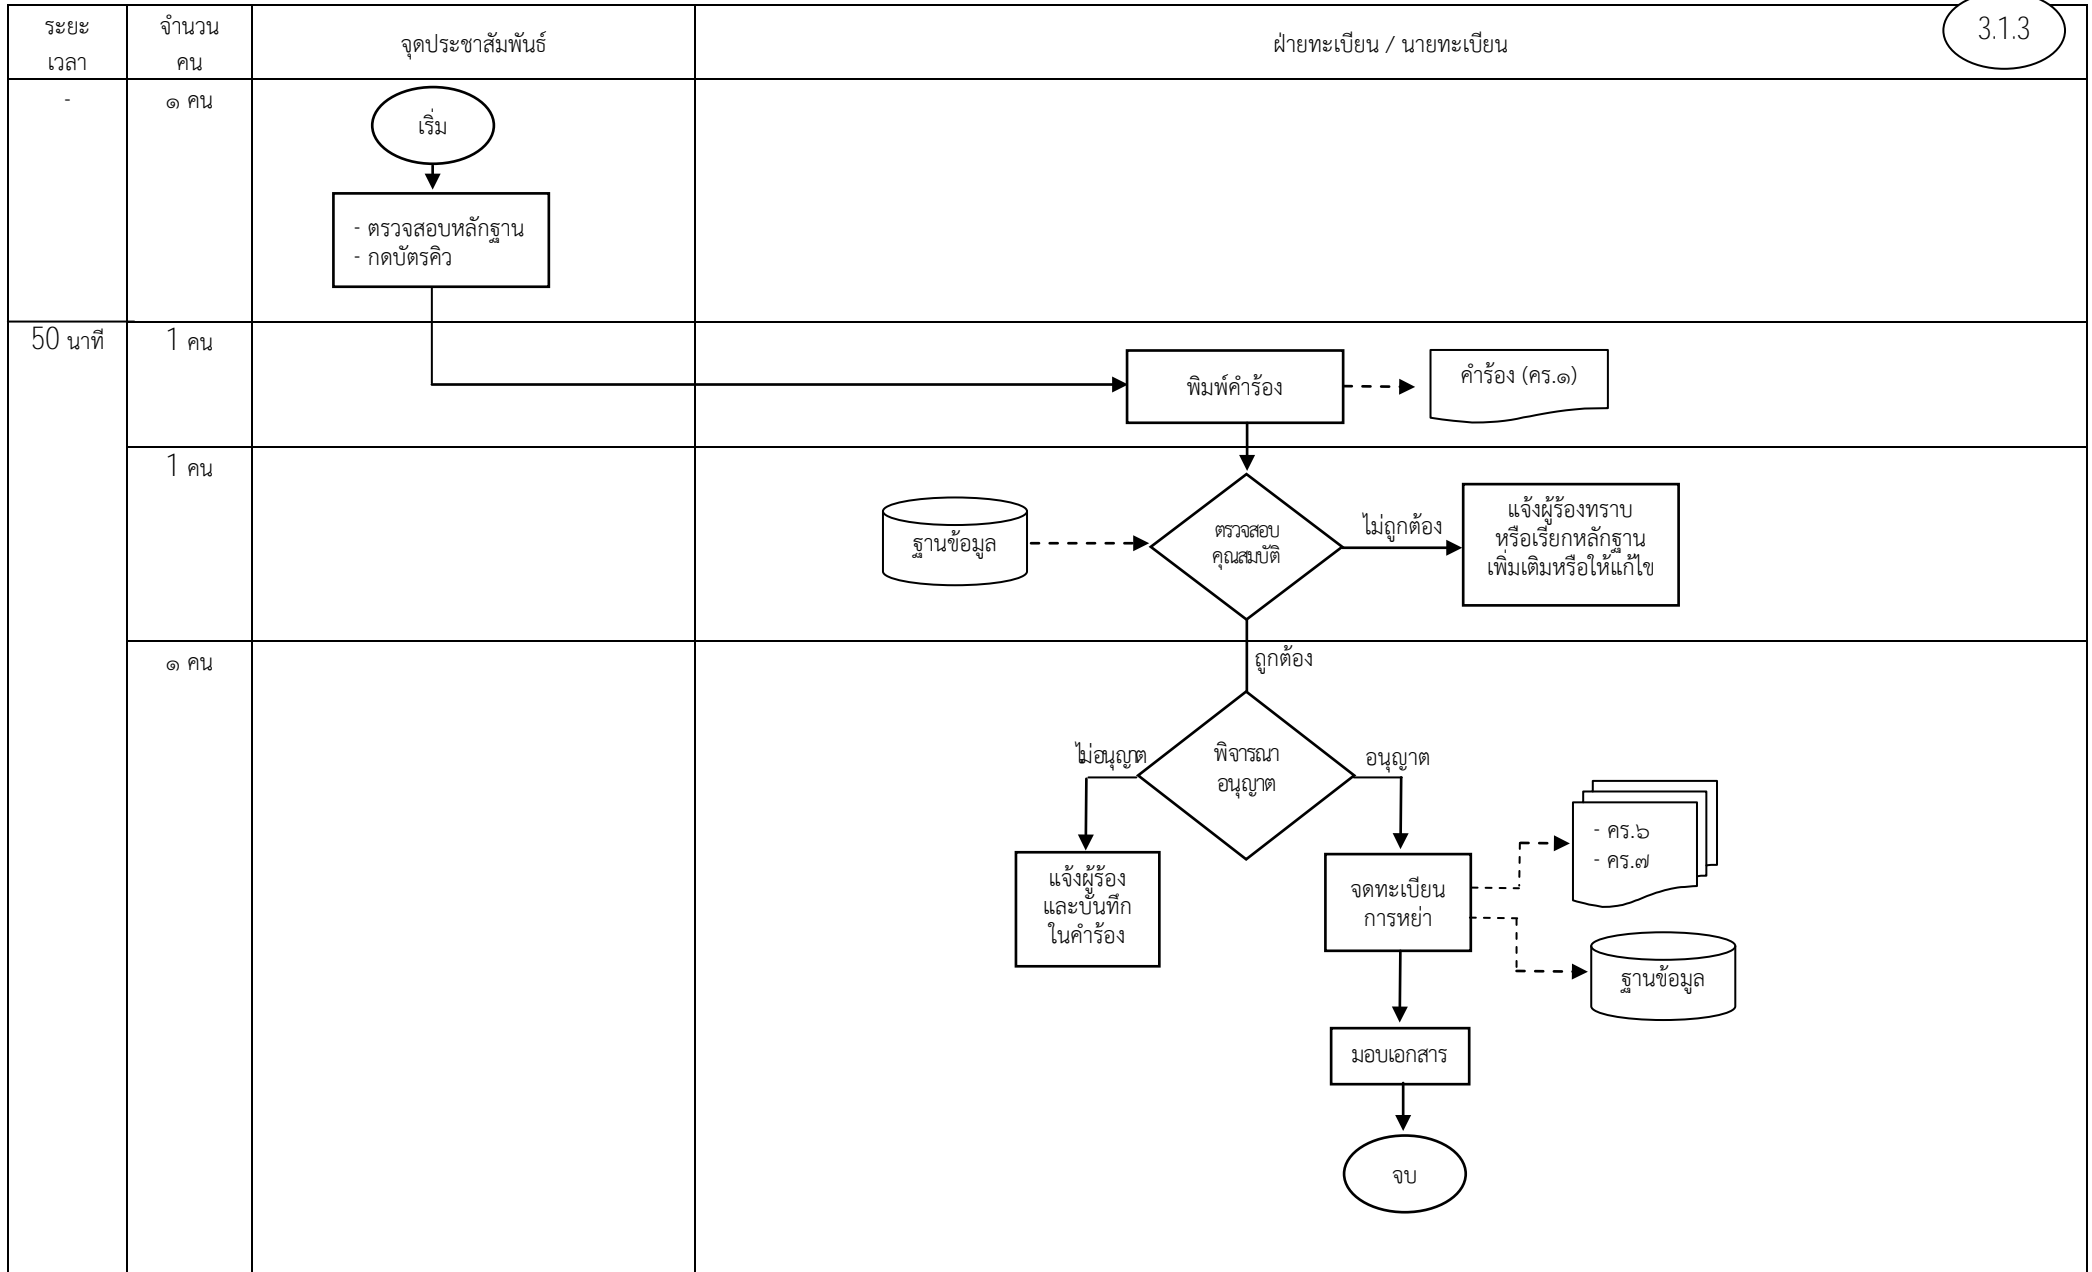 ระยะ
เวลา
จำนวน
คน
จุดประชาสัมพันธ์
ฝ่ายทะเบียน / นายทะเบียน
3.1.3
-
๑ คน
เริ่ม
- ตรวจสอบหลักฐาน
- กดบัตรคิว
50 นาที
1 คน
พิมพ์คำร้อง
คำร้อง (คร.๑)
1 คน
ฐานข้อมูล
ตรวจสอบ
คุณสมบัติ
ไม่ถูกต้อง
แจ้งผู้ร้องทราบ
หรือเรียกหลักฐาน
เพิ่มเติมหรือให้แก้ไข
๑ คน
ถูกต้อง
ไม่อนุญาต
พิจารณา
อนุญาต
อนุญาต
- คร.๖
- คร.๗
แจ้งผู้ร้อง
และบันทึก
ในคำร้อง
จดทะเบียน
การหย่า
ฐานข้อมูล
มอบเอกสาร
จบ